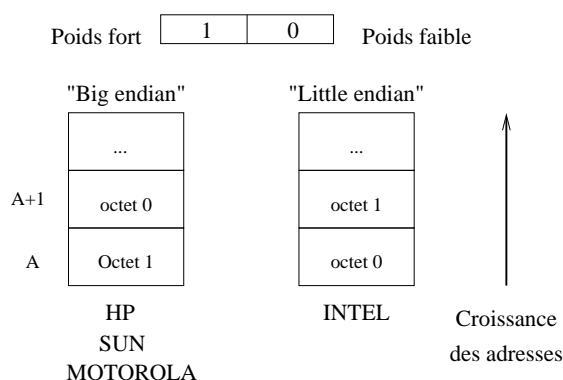 Poids fort 1 0 Poids faible
"Big endian" "Little endian"
... ...
A+1 octet 0 octet 1
A Octet 1 octet 0
HP INTEL Croissance
SUN des adresses
MOTOROLA